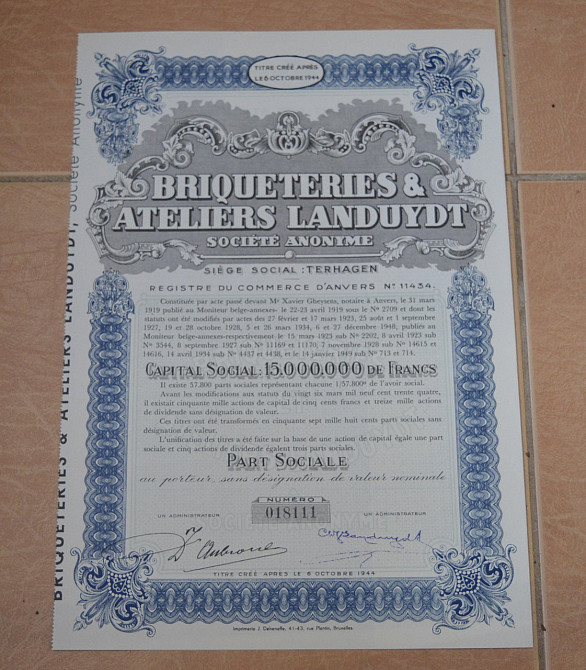 TITRE CRÉÉ APRÈS
LE 6 OCTOBRE 1944
BRIQUETERIES &
ATELIERS LANDUYDT
SOCIÉTÉ ANONYME
SIÈGE SOCIAL : TERHAGEN
REGISTRE DU COMMERCE D'ANVERS No 11434.
Constituée par acte passé devant Me Xavier Gheysens, notaire à Anvers, le 31 mars
1919 publié au Moniteur belge-annexes- le 22-23 avril 1919 sous le No 2709 et dont les
statuts ont été modifiés par actes des 27 février et 17 mars 1923, 25 août et 1 septembre
1927, 19 et 28 octobre 1928, 5 et 26 mars 1934, 6 et 27 décembre 1948, publiés au
Moniteur belge-annexes-respectivement le 15 mars 1923 sub No 2202, 8 avril 1923 sub
No 3344, 8 septembre 1927 sub No 11169 et 11170, 7 novembre 1928 sub No 14615 et
14616, 14 avril 1934 sub No 4437 et 4438, et le 14 janvier 1949 sub No 713 et 714.
CAPITAL SOCIAL : 15.000.000 DE FRANCS
Il existe 57.800 parts sociales représentant chacune 1/57.800e de l'avoir social.
Avant les modifications aux statuts du vingt six mars mil neuf cent trente quatre,
il existait cinquante mille actions de capital de cinq cents francs et treize mille actions
de dividende sans désignation de valeur.
Ces titres ont été transformés en cinquante sept mille huit cents parts sociales sans
désignation de valeur.
L'unification des titres a été faite sur la base de une action de capital égale une part
sociale et cinq actions de dividende égalent trois parts sociales.
PART SOCIALE
au porteur, sans désignation de valeur nominale
NUMÉRO
018111
UN ADMINISTRATEUR
UN ADMINISTRATEUR
SOCIÉTÉ ANONYME
TITRE CRÉÉ APRÈS LE 6 OCTOBRE 1944
Imprimerie J. Dehenelle, 41-43, rue Plantin, Bruxelles.
BRIQUETERIES & ATELIERS LANDUYDT, Société Anonyme